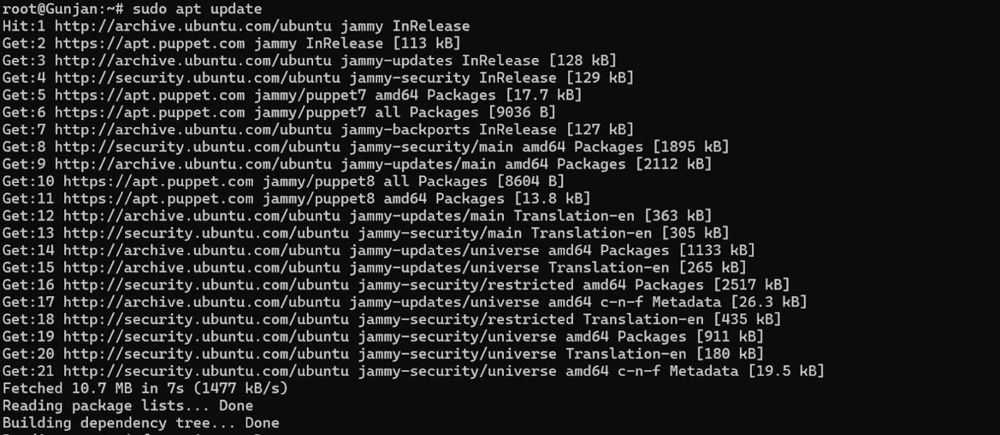 root@Gunjan:~# sudo apt update
Hit:1 http://archive.ubuntu.com/ubuntu jammy InRelease
Get:2 https://apt.puppet.com jammy InRelease [113 kB]
Get:3 http://archive.ubuntu.com/ubuntu jammy-updates InRelease [128 kB]
Get:4 http://security.ubuntu.com/ubuntu jammy-security InRelease [129 kB]
Get:5 https://apt.puppet.com jammy/puppet7 amd64 Packages [17.7 kB]
Get:6 https://apt.puppet.com jammy/puppet7 all Packages [9036 B]
Get:7 http://archive.ubuntu.com/ubuntu jammy-backports InRelease [127 kB]
Get:8 http://security.ubuntu.com/ubuntu jammy-security/main amd64 Packages [1895 kB]
Get:9 http://archive.ubuntu.com/ubuntu jammy-updates/main amd64 Packages [2112 kB]
Get:10 https://apt.puppet.com jammy/puppet8 all Packages [8604 B]
Get:11 https://apt.puppet.com jammy/puppet8 amd64 Packages [13.8 kB]
Get:12 http://archive.ubuntu.com/ubuntu jammy-updates/main Translation-en [363 kB]
Get:13 http://security.ubuntu.com/ubuntu jammy-security/main Translation-en [305 kB]
Get:14 http://archive.ubuntu.com/ubuntu jammy-updates/universe amd64 Packages [1133 kB]
Get:15 http://archive.ubuntu.com/ubuntu jammy-updates/universe Translation-en [265 kB]
Get:16 http://security.ubuntu.com/ubuntu jammy-security/restricted amd64 Packages [2517 kB]
Get:17 http://archive.ubuntu.com/ubuntu jammy-updates/universe amd64 c-n-f Metadata [26.3 kB]
Get:18 http://security.ubuntu.com/ubuntu jammy-security/restricted Translation-en [435 kB]
Get:19 http://security.ubuntu.com/ubuntu jammy-security/universe amd64 Packages [911 kB]
Get:20 http://security.ubuntu.com/ubuntu jammy-security/universe Translation-en [180 kB]
Get:21 http://security.ubuntu.com/ubuntu jammy-security/universe amd64 c-n-f Metadata [19.5 kB]
Fetched 10.7 MB in 7s (1477 kB/s)
Reading package lists... Done
Building dependency tree... Done